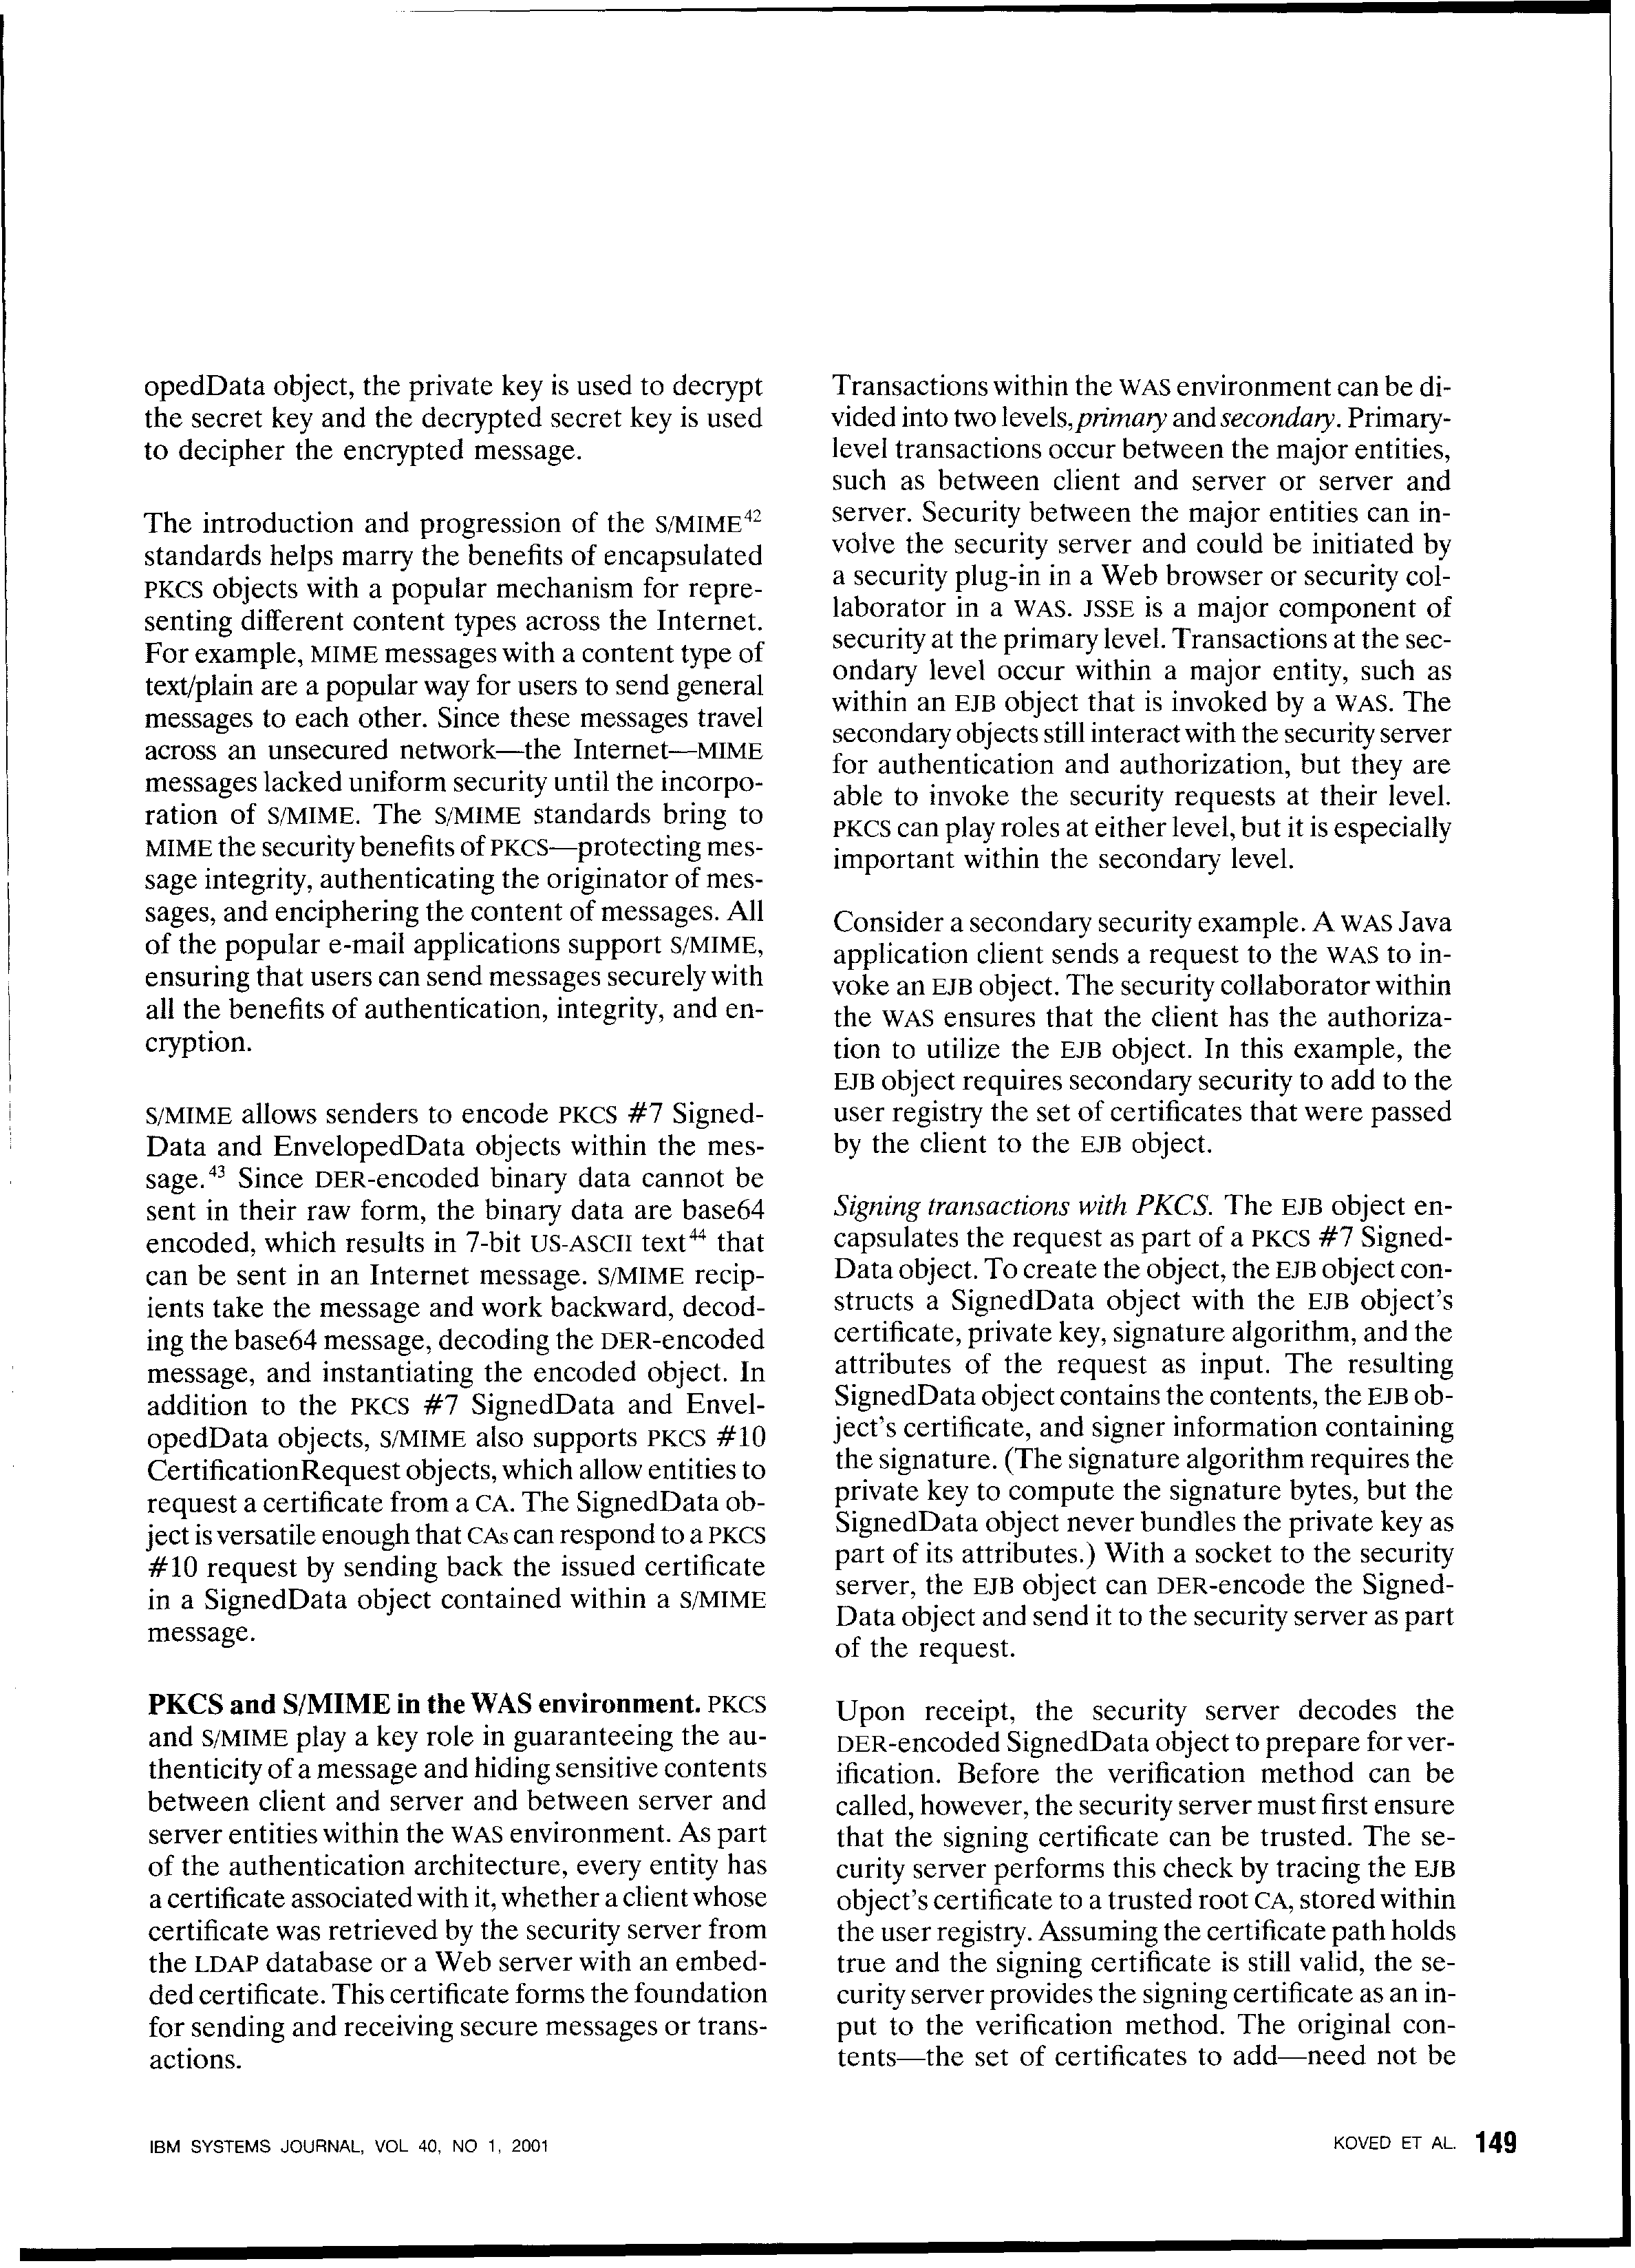 opedData object, the private key is used to decrypt
the secret key and the decrypted secret key is used
to decipher the encrypted message.
The introduction and progression of the S/MIME⁴²
standards helps marry the benefits of encapsulated
PKCS objects with a popular mechanism for repre-
senting different content types across the Internet.
For example, MIME messages with a content type of
text/plain are a popular way for users to send general
messages to each other. Since these messages travel
across an unsecured network—the Internet—MIME
messages lacked uniform security until the incorpo-
ration of S/MIME. The S/MIME standards bring to
MIME the security benefits of PKCS—protecting mes-
sage integrity, authenticating the originator of mes-
sages, and enciphering the content of messages. All
of the popular e-mail applications support S/MIME,
ensuring that users can send messages securely with
all the benefits of authentication, integrity, and en-
cryption.
S/MIME allows senders to encode PKCS #7 Signed-
Data and EnvelopedData objects within the mes-
sage.⁴³ Since DER-encoded binary data cannot be
sent in their raw form, the binary data are base64
encoded, which results in 7-bit US-ASCII text⁴⁴ that
can be sent in an Internet message. S/MIME recip-
ients take the message and work backward, decod-
ing the base64 message, decoding the DER-encoded
message, and instantiating the encoded object. In
addition to the PKCS #7 SignedData and Envel-
opedData objects, S/MIME also supports PKCS #10
CertificationRequest objects, which allow entities to
request a certificate from a CA. The SignedData ob-
ject is versatile enough that CAs can respond to a PKCS
#10 request by sending back the issued certificate
in a SignedData object contained within a S/MIME
message.
PKCS and S/MIME in the WAS environment. PKCS
and S/MIME play a key role in guaranteeing the au-
thenticity of a message and hiding sensitive contents
between client and server and between server and
server entities within the WAS environment. As part
of the authentication architecture, every entity has
a certificate associated with it, whether a client whose
certificate was retrieved by the security server from
the LDAP database or a Web server with an embed-
ded certificate. This certificate forms the foundation
for sending and receiving secure messages or trans-
actions.
Transactions within the WAS environment can be di-
vided into two levels, primary and secondary. Primary-
level transactions occur between the major entities,
such as between client and server or server and
server. Security between the major entities can in-
volve the security server and could be initiated by
a security plug-in in a Web browser or security col-
laborator in a WAS. JSSE is a major component of
security at the primary level. Transactions at the sec-
ondary level occur within a major entity, such as
within an EJB object that is invoked by a WAS. The
secondary objects still interact with the security server
for authentication and authorization, but they are
able to invoke the security requests at their level.
PKCS can play roles at either level, but it is especially
important within the secondary level.
Consider a secondary security example. A WAS Java
application client sends a request to the WAS to in-
voke an EJB object. The security collaborator within
the WAS ensures that the client has the authoriza-
tion to utilize the EJB object. In this example, the
EJB object requires secondary security to add to the
user registry the set of certificates that were passed
by the client to the EJB object.
Signing transactions with PKCS. The EJB object en-
capsulates the request as part of a PKCS #7 Signed-
Data object. To create the object, the EJB object con-
structs a SignedData object with the EJB object's
certificate, private key, signature algorithm, and the
attributes of the request as input. The resulting
SignedData object contains the contents, the EJB ob-
ject's certificate, and signer information containing
the signature. (The signature algorithm requires the
private key to compute the signature bytes, but the
SignedData object never bundles the private key as
part of its attributes.) With a socket to the security
server, the EJB object can DER-encode the Signed-
Data object and send it to the security server as part
of the request.
Upon receipt, the security server decodes the
DER-encoded SignedData object to prepare for ver-
ification. Before the verification method can be
called, however, the security server must first ensure
that the signing certificate can be trusted. The se-
curity server performs this check by tracing the EJB
object's certificate to a trusted root CA, stored within
the user registry. Assuming the certificate path holds
true and the signing certificate is still valid, the se-
curity server provides the signing certificate as an in-
put to the verification method. The original con-
tents—the set of certificates to add—need not be
IBM SYSTEMS JOURNAL, VOL 40, NO 1, 2001
KOVED ET AL. 149